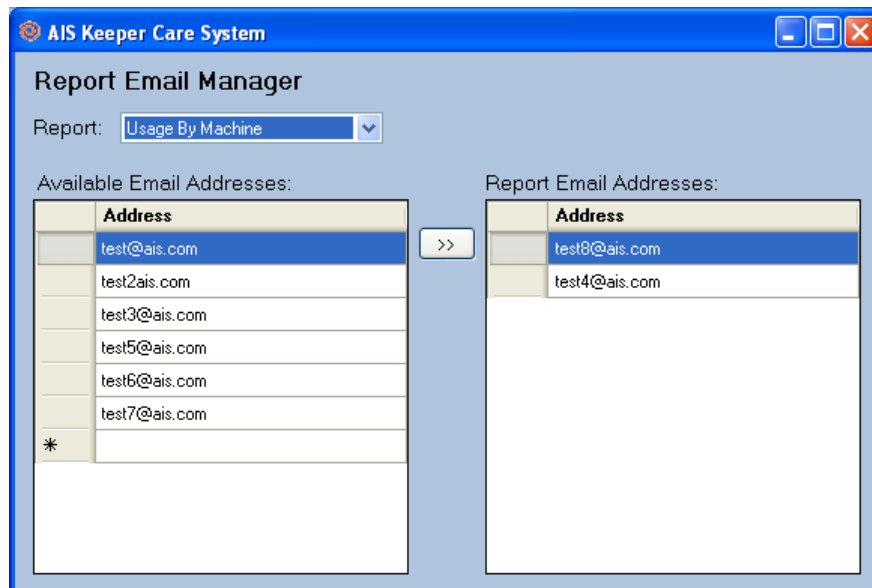 AIS Keeper Care System
Report Email Manager
Report: Usage By Machine
Available Email Addresses:
Address
test@ais.com
test2ais.com
test3@ais.com
test5@ais.com
test6@ais.com
test7@ais.com
*
>>
Report Email Addresses:
Address
test8@ais.com
test4@ais.com